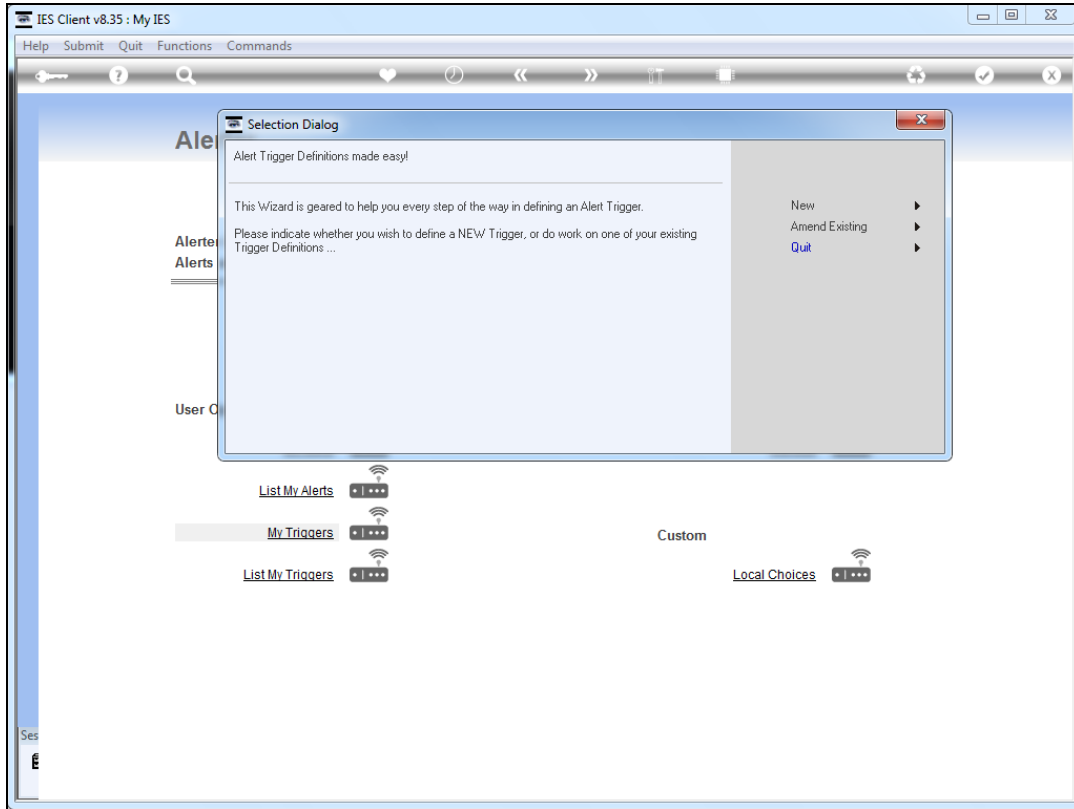 IES Client v8.35 : My IES
Help Submit Quit Functions Commands
Selection Dialog
Alert Trigger Definitions made easy!
This Wizard is geared to help you every step of the way in defining an Alert Trigger.
Please indicate whether you wish to define a NEW Trigger, or do work on one of your existing
Trigger Definitions ...
New
Amend Existing
Quit
Alerts
List My Alerts
My Triggers
List My Triggers
Custom
Local Choices